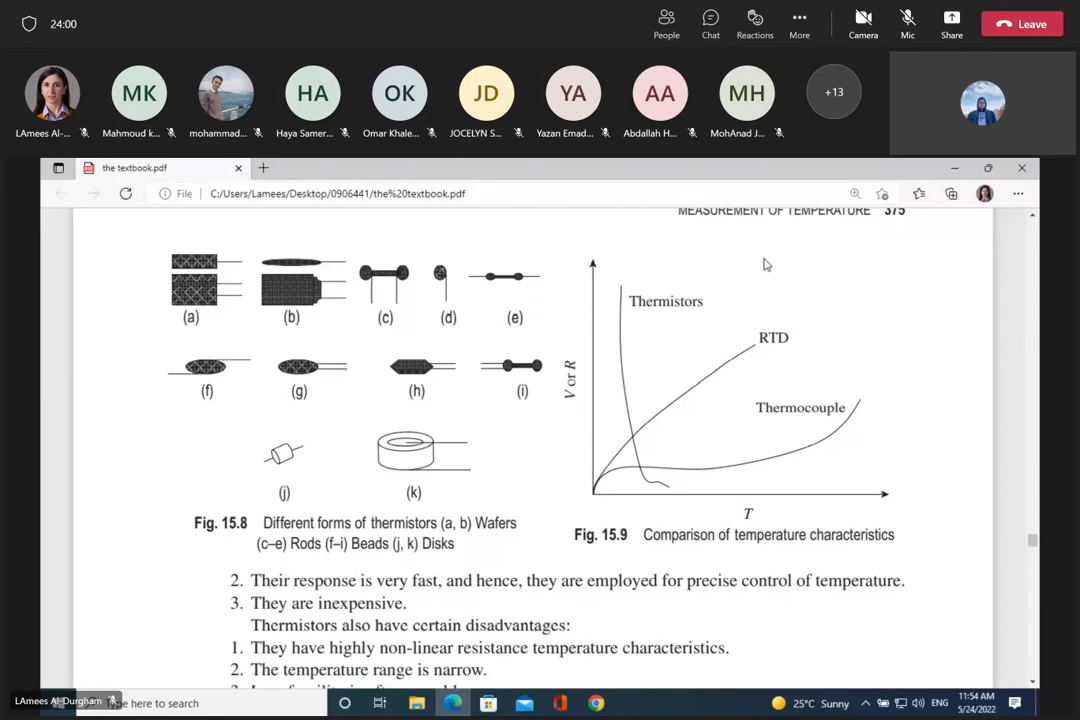 24:00
People Chat Reactions More Camera Mic Share Leave
MK HA OK JD YA AA MH +13
LAmees Al-... Mahmoud k... mohammad... Haya Samer... Omar Khale... JOCELYN S... Yazan Emad... Abdallah H... MohAnad J...
the textbook.pdf
File C:/Users/Lamees/Desktop/0906441/the%20textbook.pdf
MEASUREMENT OF TEMPERATURE 375
(a) (b) (c) (d) (e)
(f) (g) (h) (i)
(j) (k)
Thermistors
RTD
Thermocouple
V or R
T
Fig. 15.8 Different forms of thermistors (a, b) Wafers
(c–e) Rods (f–i) Beads (j, k) Disks
Fig. 15.9 Comparison of temperature characteristics
2. Their response is very fast, and hence, they are employed for precise control of temperature.
3. They are inexpensive.
Thermistors also have certain disadvantages:
1. They have highly non-linear resistance temperature characteristics.
2. The temperature range is narrow.
LAmees Al-Durgham
here to search
25°C Sunny
ENG
11:54 AM
5/24/2022